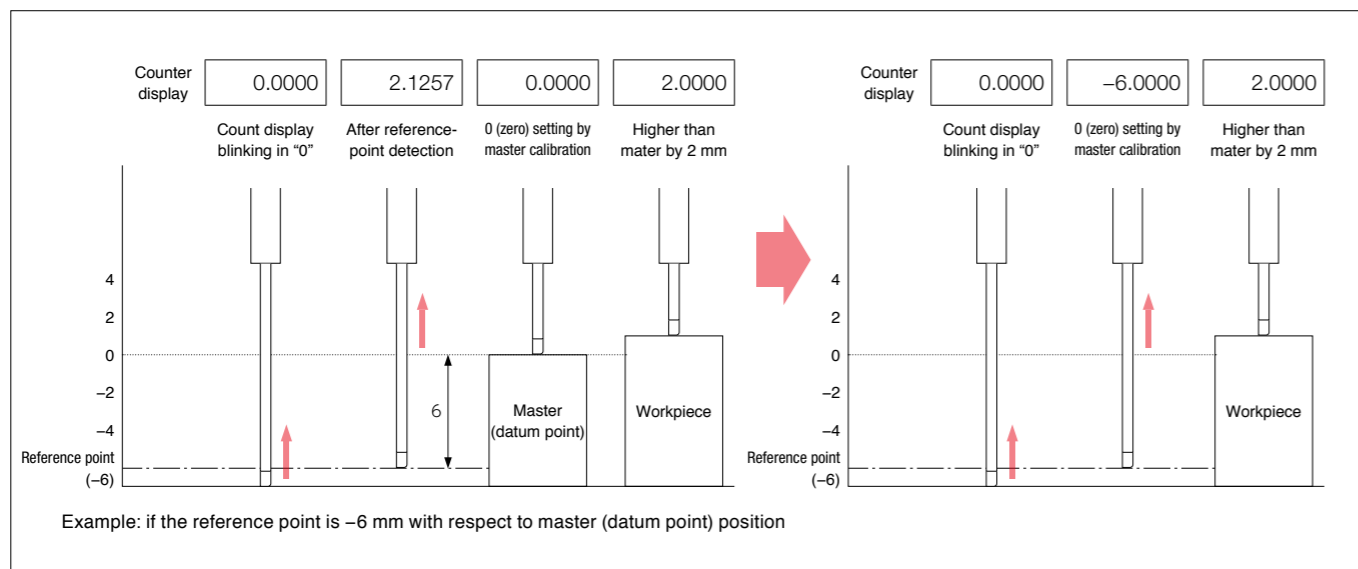 Counter
display
0.0000
2.1257
0.0000
2.0000
Count display
blinking in “0”
After reference-
point detection
0 (zero) setting by
master calibration
Higher than
mater by 2 mm
4
2
0
−2
−4
Reference point
(−6)
6
Master
(datum point)
Workpiece
Counter
display
0.0000
−6.0000
2.0000
Count display
blinking in “0”
0 (zero) setting by
master calibration
Higher than
mater by 2 mm
4
2
0
−2
−4
Reference point
(−6)
Workpiece
Example: if the reference point is −6 mm with respect to master (datum point) position